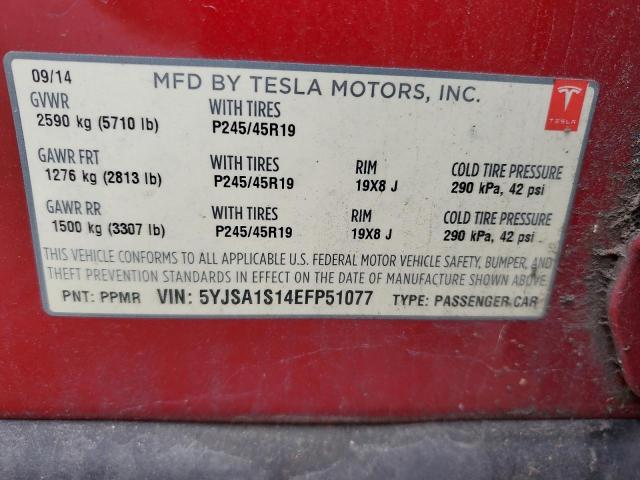 09/14
MFD BY TESLA MOTORS, INC.
TESLA
GVWR WITH TIRES
2590 kg (5710 lb) P245/45R19
GAWR FRT WITH TIRES RIM COLD TIRE PRESSURE
1276 kg (2813 lb) P245/45R19 19X8 J 290 kPa, 42 psi
GAWR RR WITH TIRES RIM COLD TIRE PRESSURE
1500 kg (3307 lb) P245/45R19 19X8 J 290 kPa, 42 psi
THIS VEHICLE CONFORMS TO ALL APPLICABLE U.S. FEDERAL MOTOR VEHICLE SAFETY, BUMPER, AND
THEFT PREVENTION STANDARDS IN EFFECT ON THE DATE OF MANUFACTURE SHOWN ABOVE.
PNT: PPMR VIN: 5YJSA1S14EFP51077 TYPE: PASSENGER CAR